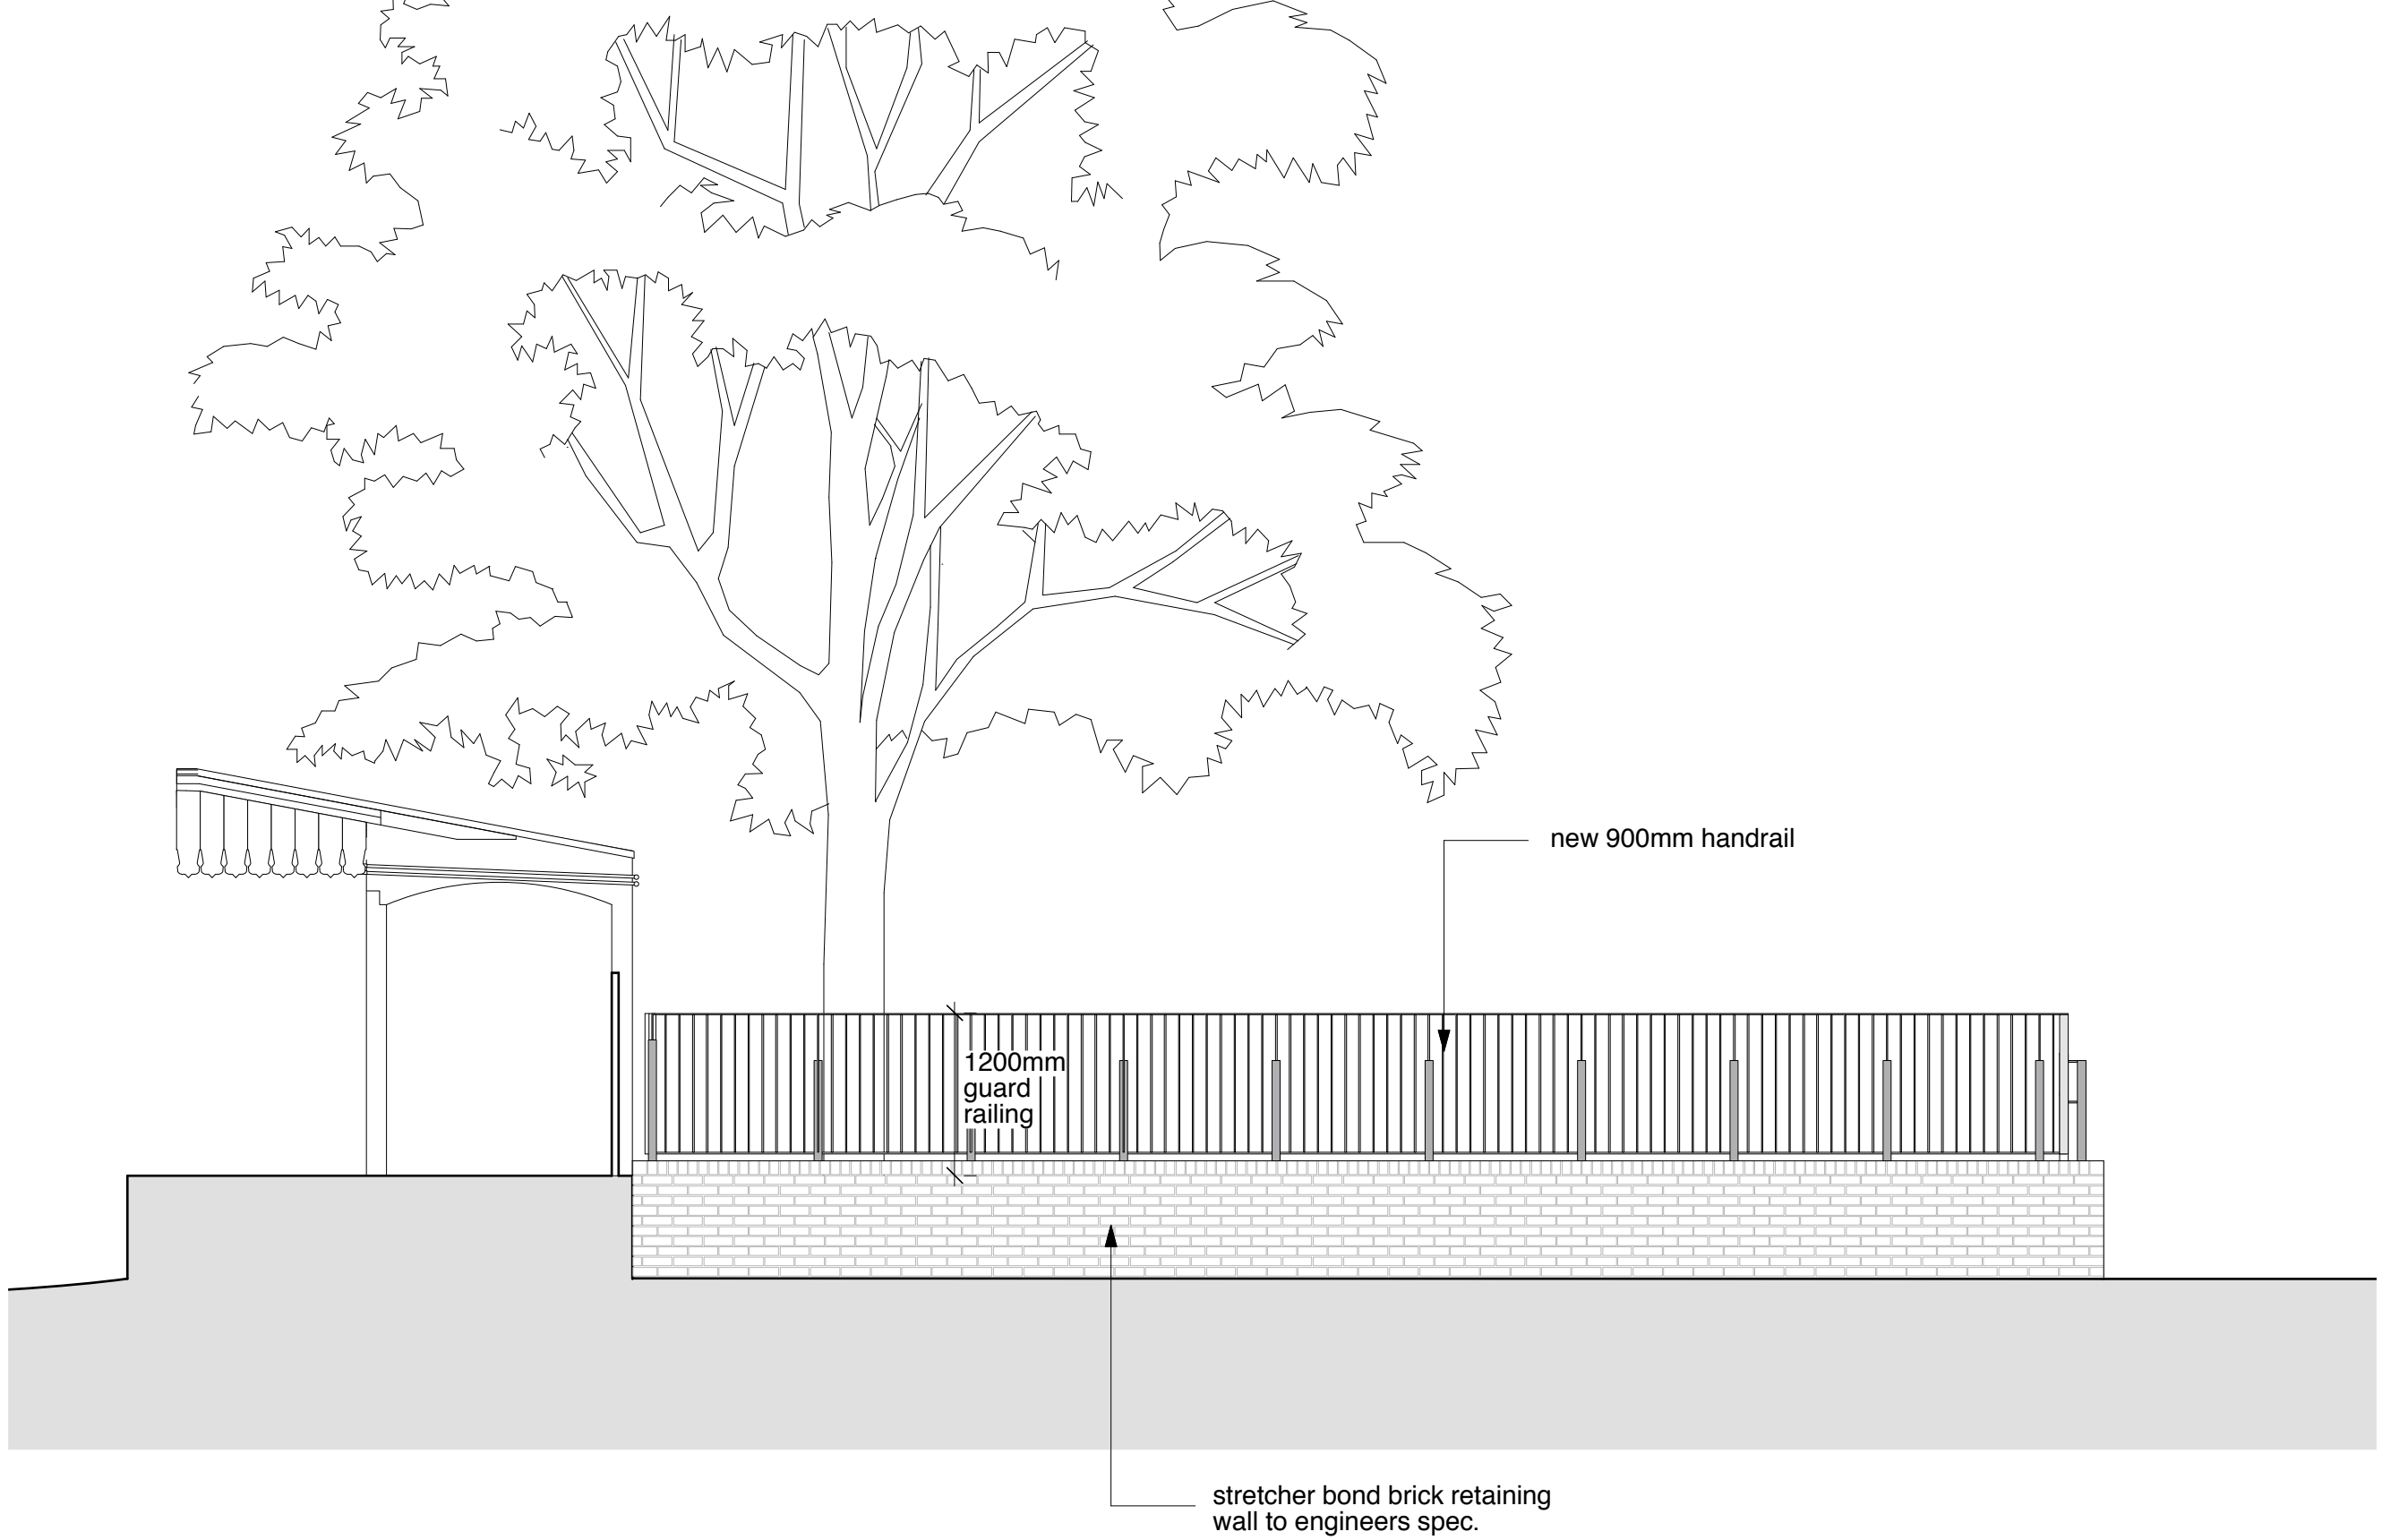 new 900mm handrail
1200mm
guard
railing
stretcher bond brick retaining
wall to engineers spec.